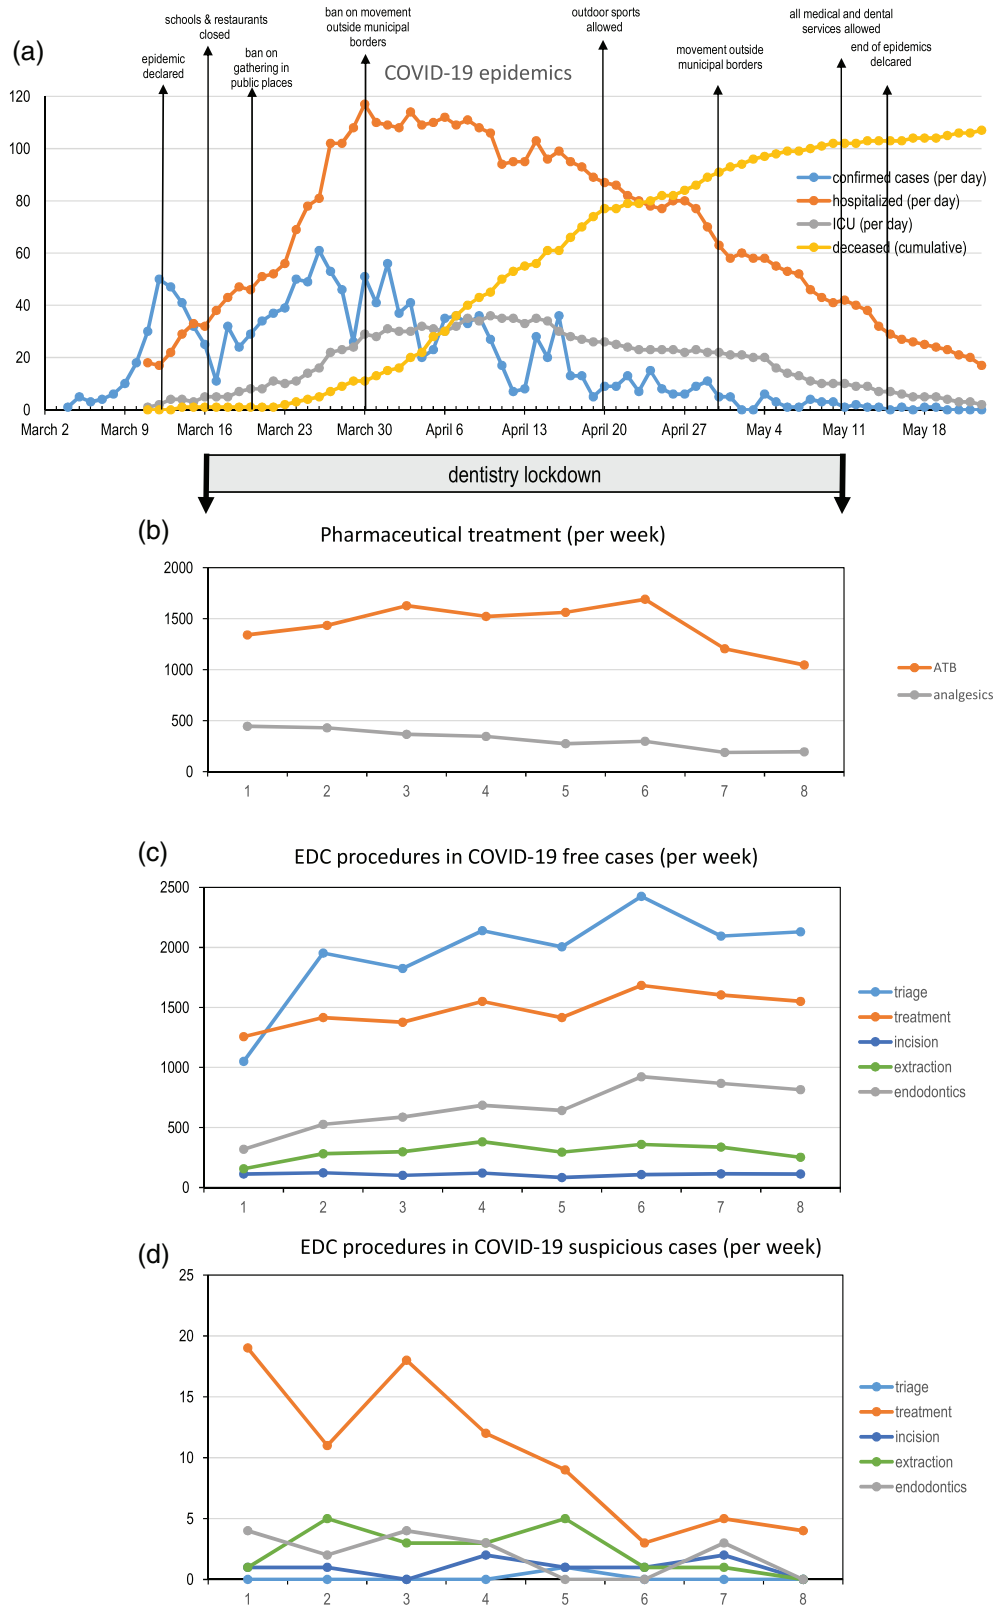 (a)
schools & restaurants
closed
epidemic
declared
ban on
gathering in
public places
ban on movement
outside municipal
borders
outdoor sports
allowed
movement outside
municipal borders
all medical and dental
services allowed
end of epidemics
delcared
COVID-19 epidemics
120
100
80
60
40
20
0
confirmed cases (per day)
hospitalized (per day)
ICU (per day)
deceased (cumulative)
March 2 March 9 March 16 March 23 March 30 April 6 April 13 April 20 April 27 May 4 May 11 May 18
dentistry lockdown
(b)
Pharmaceutical treatment (per week)
2000
1500
1000
500
0
1 2 3 4 5 6 7 8
ATB
analgesics
(c)
EDC procedures in COVID-19 free cases (per week)
2500
2000
1500
1000
500
0
1 2 3 4 5 6 7 8
triage
treatment
incision
extraction
endodontics
(d)
EDC procedures in COVID-19 suspicious cases (per week)
25
20
15
10
5
0
1 2 3 4 5 6 7 8
triage
treatment
incision
extraction
endodontics